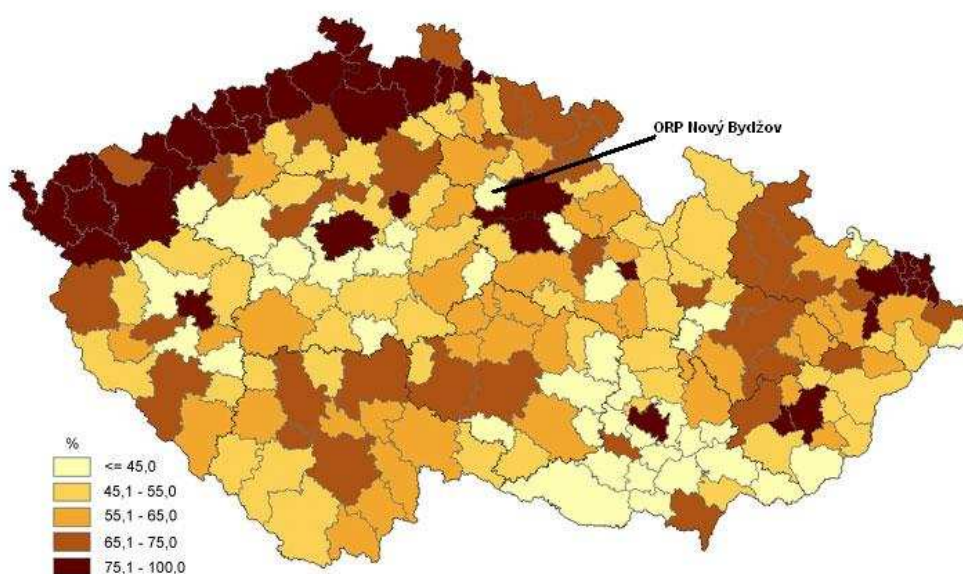 ORP Nový Bydžov
%
<= 45,0
45,1 - 55,0
55,1 - 65,0
65,1 - 75,0
75,1 - 100,0